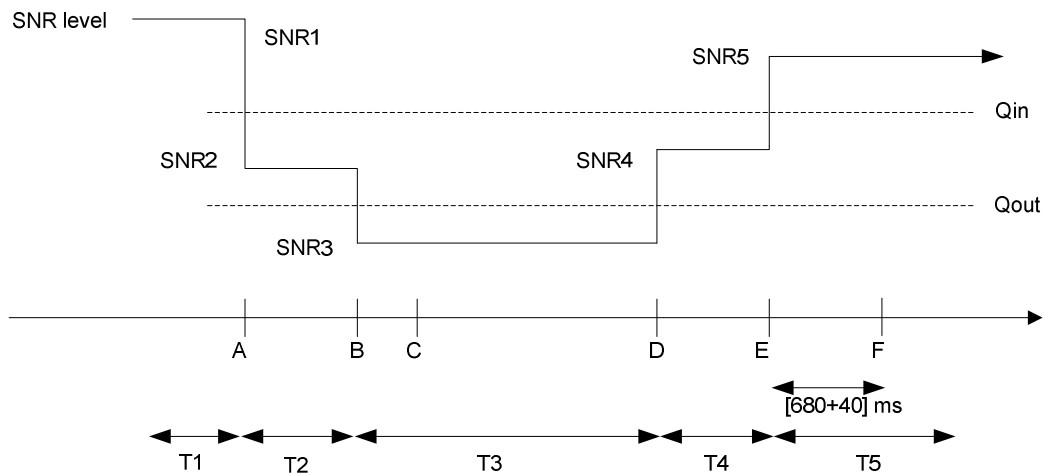 SNR level
SNR1
SNR5
Qin
SNR2
SNR4
Qout
SNR3
A
B
C
D
E
F
[680+40] ms
T1
T2
T3
T4
T5